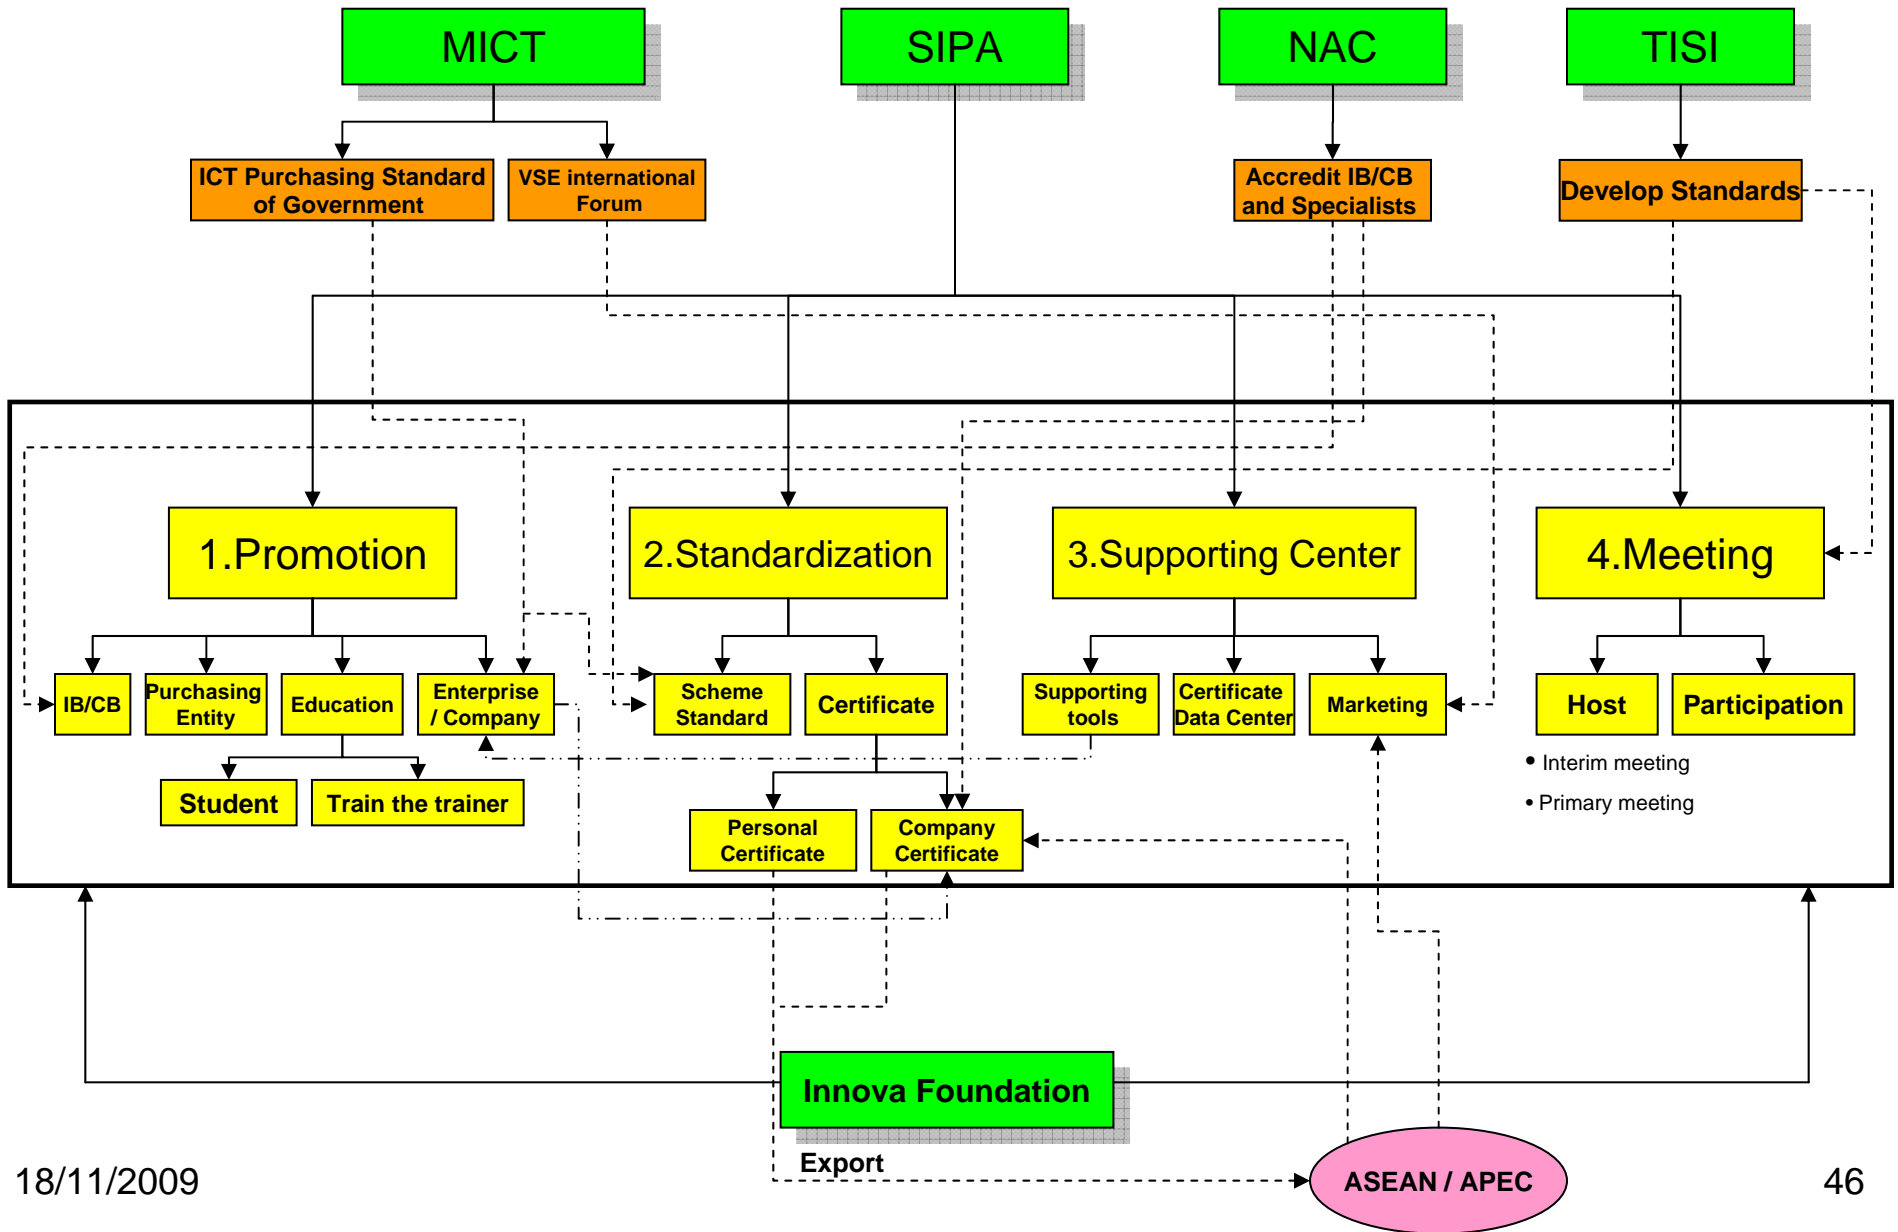 MICT
SIPA
NAC
TISI
ICT Purchasing Standard
of Government
VSE international
Forum
Accredit IB/CB
and Specialists
Develop Standards
1.Promotion
2.Standardization
3.Supporting Center
4.Meeting
IB/CB
Purchasing
Entity
Education
Enterprise
/ Company
Scheme
Standard
Certificate
Supporting
tools
Certificate
Data Center
Marketing
Host
Participation
Student
Train the trainer
Personal
Certificate
Company
Certificate
• Interim meeting
• Primary meeting
Innova Foundation
Export
ASEAN / APEC
18/11/2009
46